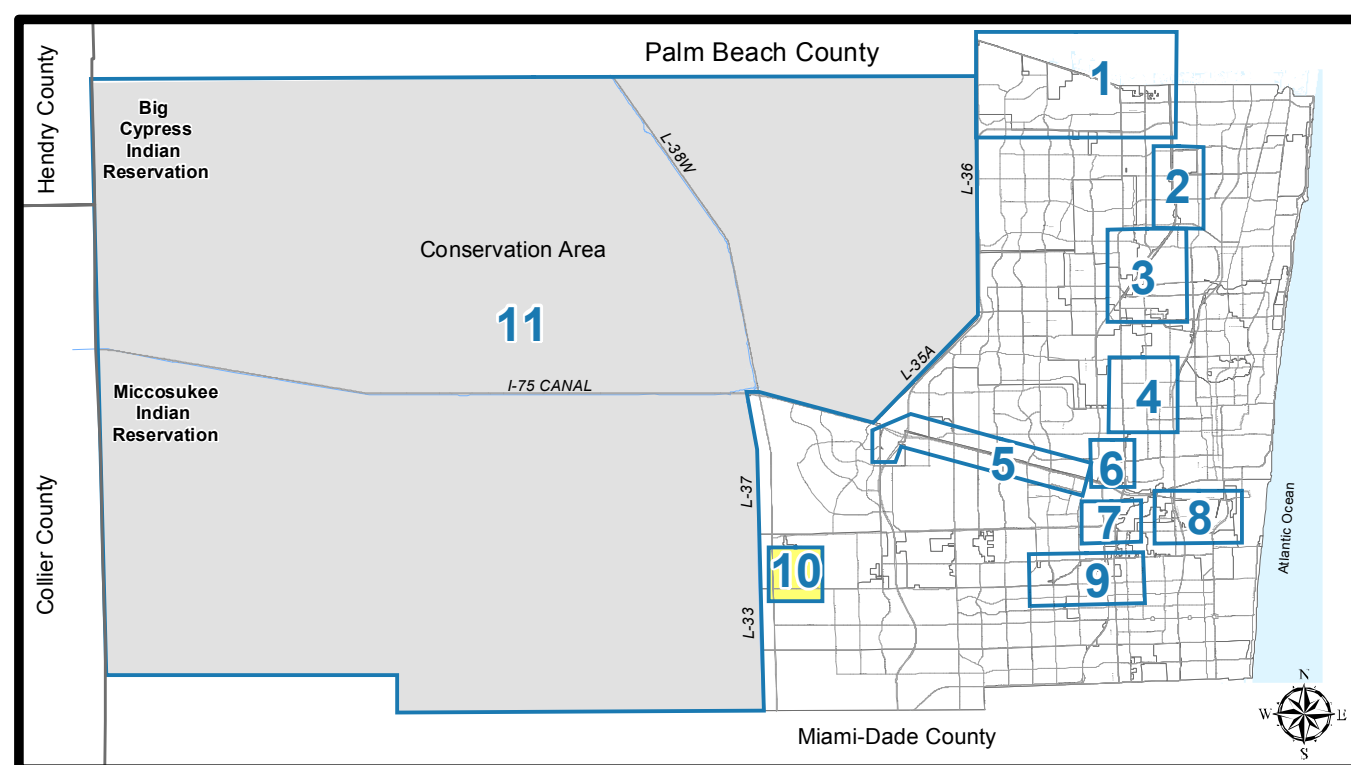 Palm Beach County
Hendry County
Big
Cypress
Indian
Reservation
L-38W
L-36
1
2
Conservation Area
3
11
L-35A
I-75 CANAL
Miccosukee
Indian
Reservation
4
5
6
L-37
7
8
Atlantic Ocean
10
9
Collier County
L-33
N
W
E
S
Miami-Dade County